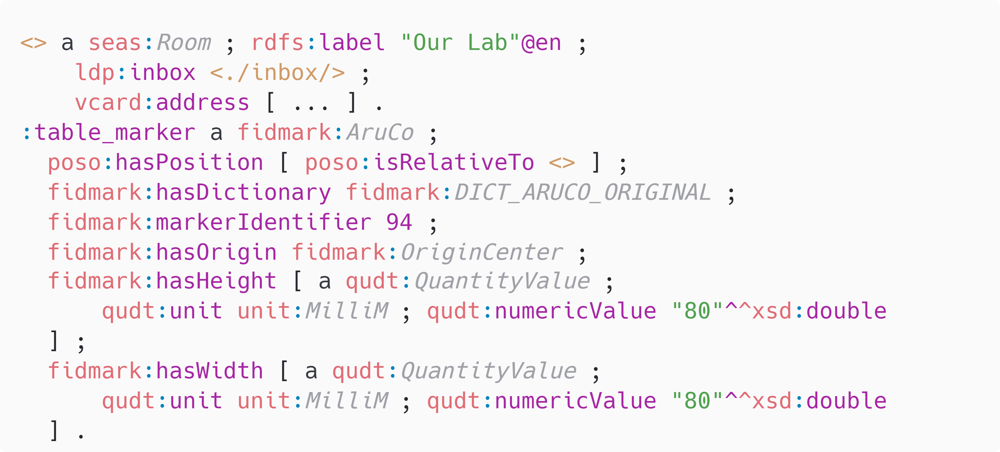 <> a seas:Room ; rdfs:label "Our Lab"@en ;
    ldp:inbox <./inbox/> ;
    vcard:address [ ... ] .
:table_marker a fidmark:AruCo ;
  poso:hasPosition [ poso:isRelativeTo <> ] ;
  fidmark:hasDictionary fidmark:DICT_ARUCO_ORIGINAL ;
  fidmark:markerIdentifier 94 ;
  fidmark:hasOrigin fidmark:OriginCenter ;
  fidmark:hasHeight [ a qudt:QuantityValue ;
      qudt:unit unit:MilliM ; qudt:numericValue "80"^^xsd:double
  ] ;
  fidmark:hasWidth [ a qudt:QuantityValue ;
      qudt:unit unit:MilliM ; qudt:numericValue "80"^^xsd:double
  ] .